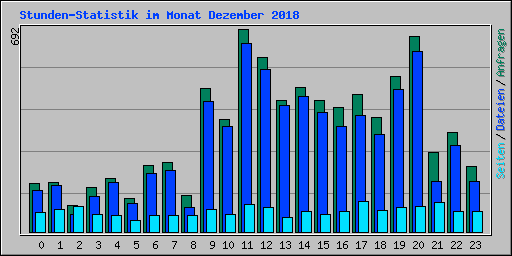 Stunden-Statistik im Monat Dezember 2018
692
Seiten / Dateien / Anfragen
0 1 2 3 4 5 6 7 8 9 10 11 12 13 14 15 16 17 18 19 20 21 22 23